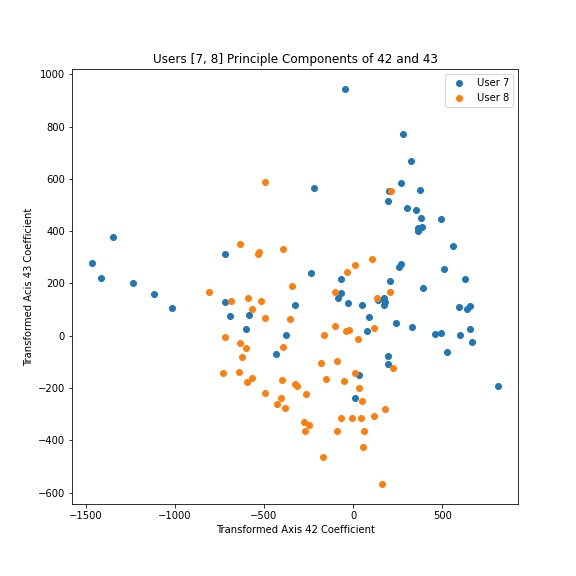 Users [7, 8] Principle Components of 42 and 43
User 7
User 8
1000
800
600
400
200
0
−200
−400
−600
Transformed Acis 43 Coefficient
−1500
−1000
−500
0
500
Transformed Axis 42 Coefficient